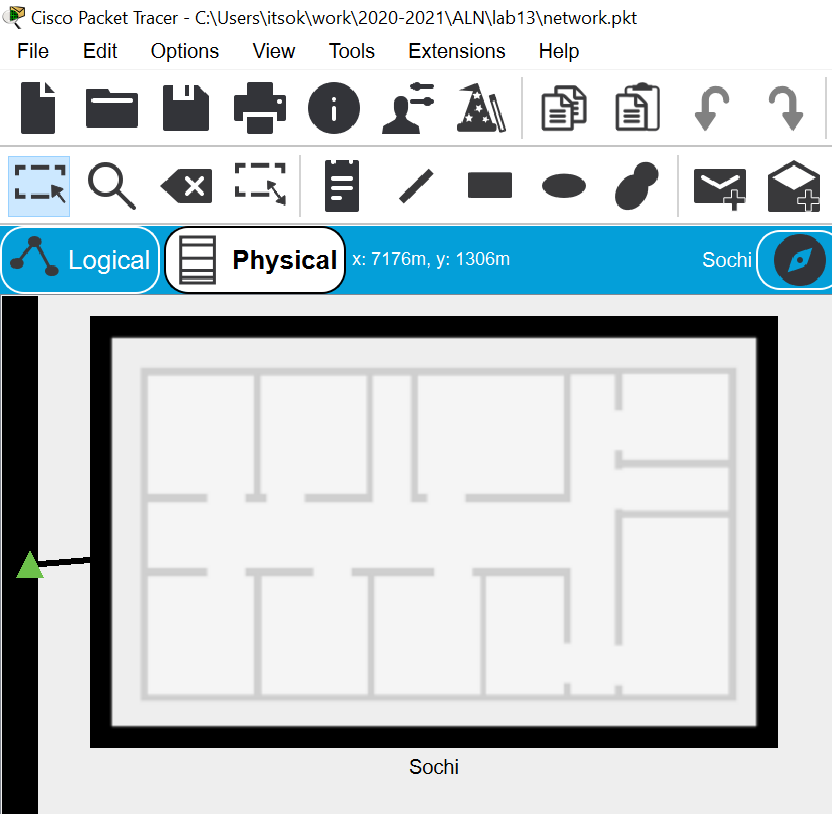 Cisco Packet Tracer - C:\Users\itsok\work\2020-2021\ALN\lab13\network.pkt
File Edit Options View Tools Extensions Help
Logical Physical x: 7176m, y: 1306m Sochi
Sochi